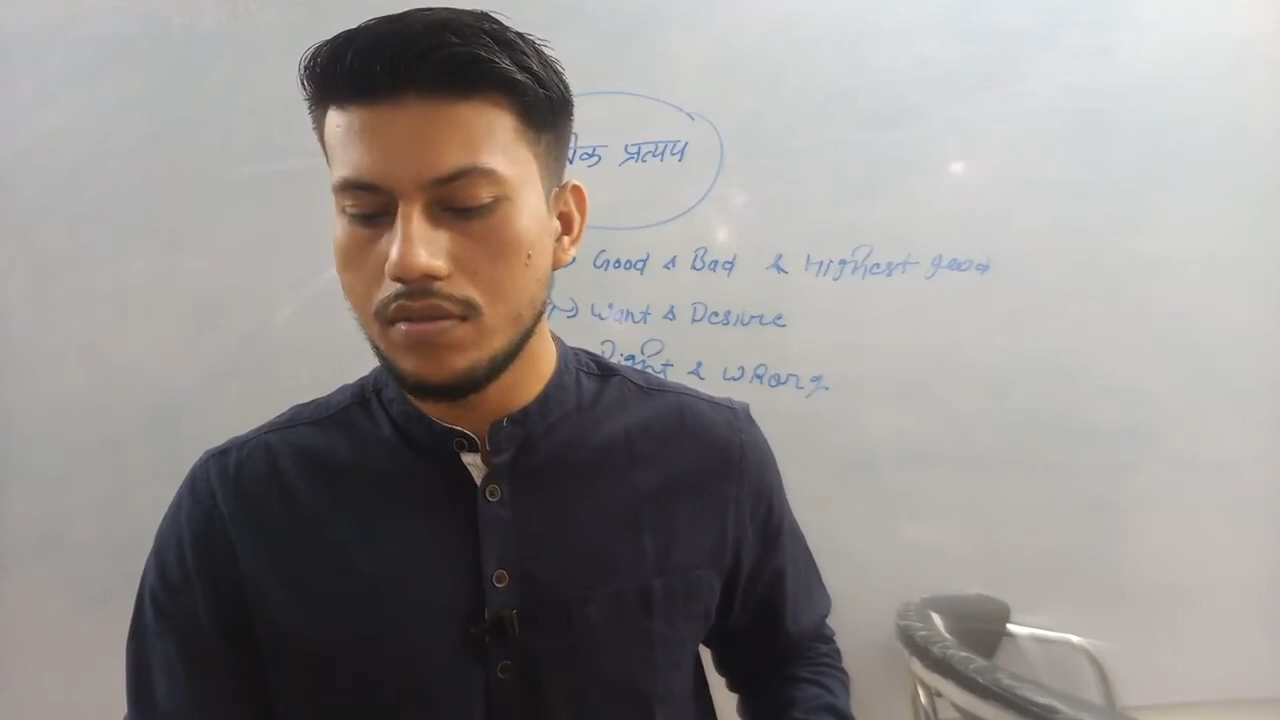 प्रत्यय
Good & Bad & Highest good
Want & Desire
Right & Wrong